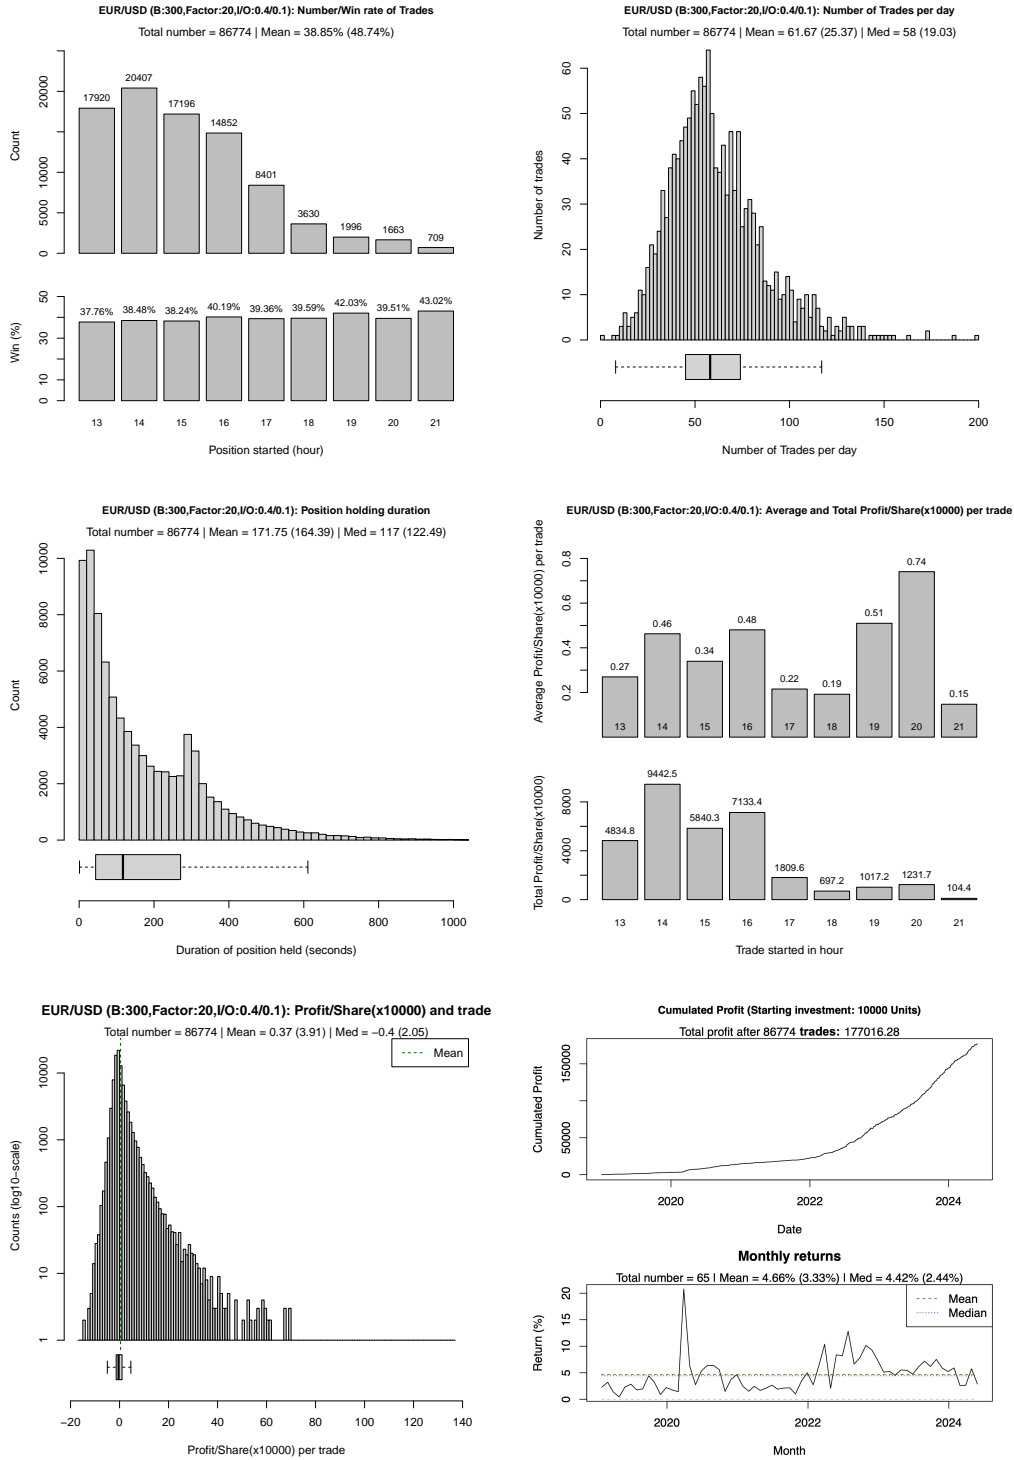 EUR/USD (B:300,Factor:20,I/O:0.4/0.1): Number/Win rate of Trades
Total number = 86774 | Mean = 38.85% (48.74%)
Count
0 5000 10000 20000
17920 20407 17196 14852 8401 3630 1996 1663 709
Win (%)
0 10 30 50
37.76% 38.48% 38.24% 40.19% 39.36% 39.59% 42.03% 39.51% 43.02%
13 14 15 16 17 18 19 20 21
Position started (hour)
EUR/USD (B:300,Factor:20,I/O:0.4/0.1): Number of Trades per day
Total number = 86774 | Mean = 61.67 (25.37) | Med = 58 (19.03)
Number of trades
0 10 20 30 40 50 60
0 50 100 150 200
Number of Trades per day
EUR/USD (B:300,Factor:20,I/O:0.4/0.1): Position holding duration
Total number = 86774 | Mean = 171.75 (164.39) | Med = 117 (122.49)
Count
0 2000 4000 6000 8000 10000
0 200 400 600 800 1000
Duration of position held (seconds)
EUR/USD (B:300,Factor:20,I/O:0.4/0.1): Average and Total Profit/Share(x10000) per trade
Average Profit/Share(x10000) per trade
0.2 0.4 0.6 0.8
0.27 0.46 0.34 0.48 0.22 0.19 0.51 0.74 0.15
13 14 15 16 17 18 19 20 21
Total Profit/Share(x10000)
0 4000 8000
4834.8 9442.5 5840.3 7133.4 1809.6 697.2 1017.2 1231.7 104.4
13 14 15 16 17 18 19 20 21
Trade started in hour
EUR/USD (B:300,Factor:20,I/O:0.4/0.1): Profit/Share(x10000) and trade
Total number = 86774 | Mean = 0.37 (3.91) | Med = −0.4 (2.05)
Mean
Counts (log10−scale)
1 10 100 1000 10000
−20 0 20 40 60 80 100 120 140
Profit/Share(x10000) per trade
Cumulated Profit (Starting investment: 10000 Units)
Total profit after 86774 trades: 177016.28
Cumulated Profit
0 50000 150000
2020 2022 2024
Date
Monthly returns
Total number = 65 | Mean = 4.66% (3.33%) | Med = 4.42% (2.44%)
Mean
Median
Return (%)
0 5 10 15 20
2020 2022 2024
Month